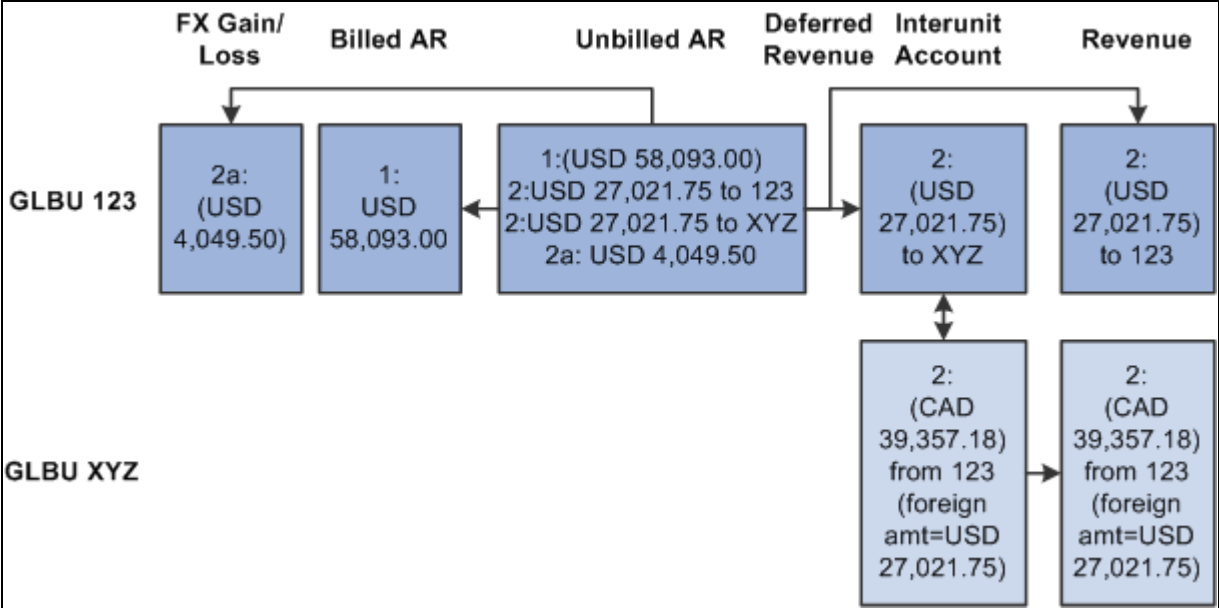 FX Gain/
Loss
Billed AR
Unbilled AR
Deferred
Revenue
Interunit
Account
Revenue
GLBU 123
2a:
(USD
4,049.50)
1:
USD
58,093.00
1:(USD 58,093.00)
2:USD 27,021.75 to 123
2:USD 27,021.75 to XYZ
2a: USD 4,049.50
2:
(USD
27,021.75)
to XYZ
2:
(USD
27,021.75)
to 123
GLBU XYZ
2:
(CAD
39,357.18)
from 123
(foreign
amt=USD
27,021.75)
2:
(CAD
39,357.18)
from 123
(foreign
amt=USD
27,021.75)